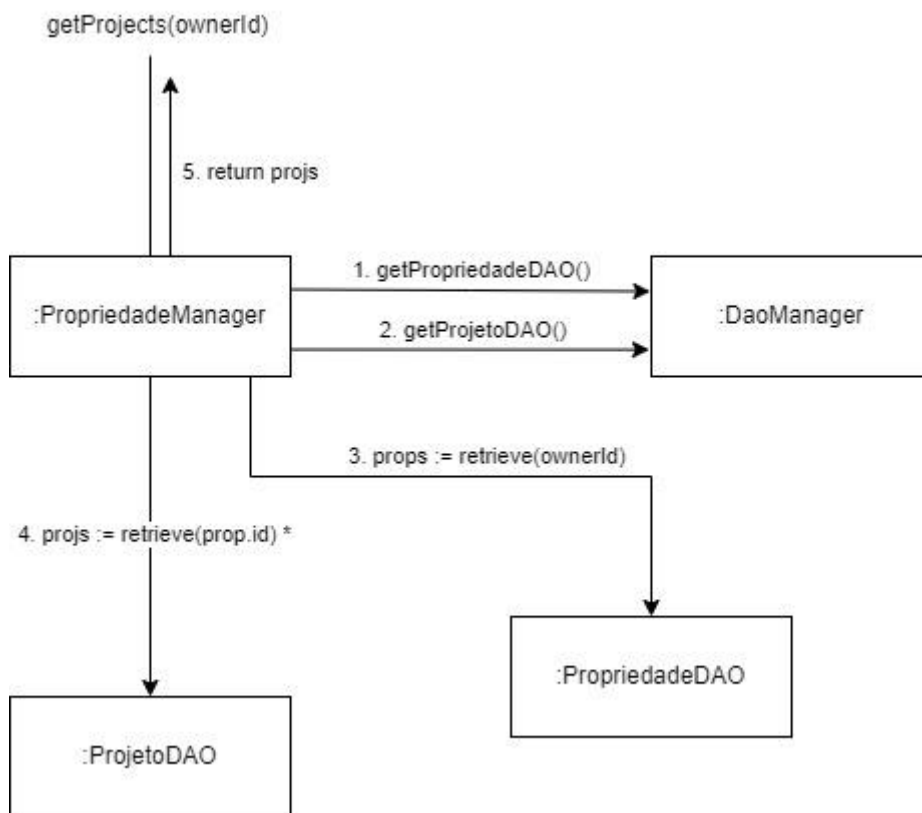 getProjects(ownerId)
5. return projs
:PropriedadeManager
1. getPropriedadeDAO()
2. getProjetoDAO()
:DaoManager
3. props := retrieve(ownerId)
4. projs := retrieve(prop.id) *
:PropriedadeDAO
:ProjetoDAO